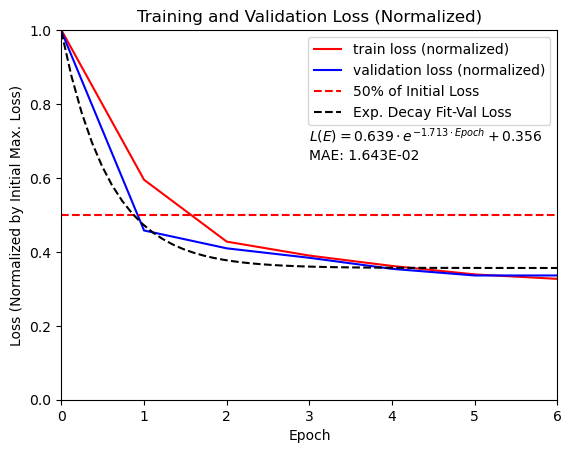 Training and Validation Loss (Normalized)
Loss (Normalized by Initial Max. Loss)
1.0
0.8
0.6
0.4
0.2
0.0
train loss (normalized)
validation loss (normalized)
50% of Initial Loss
Exp. Decay Fit-Val Loss
L(E) = 0.639 · e^{-1.713 · Epoch} + 0.356
MAE: 1.643E-02
0 1 2 3 4 5 6
Epoch